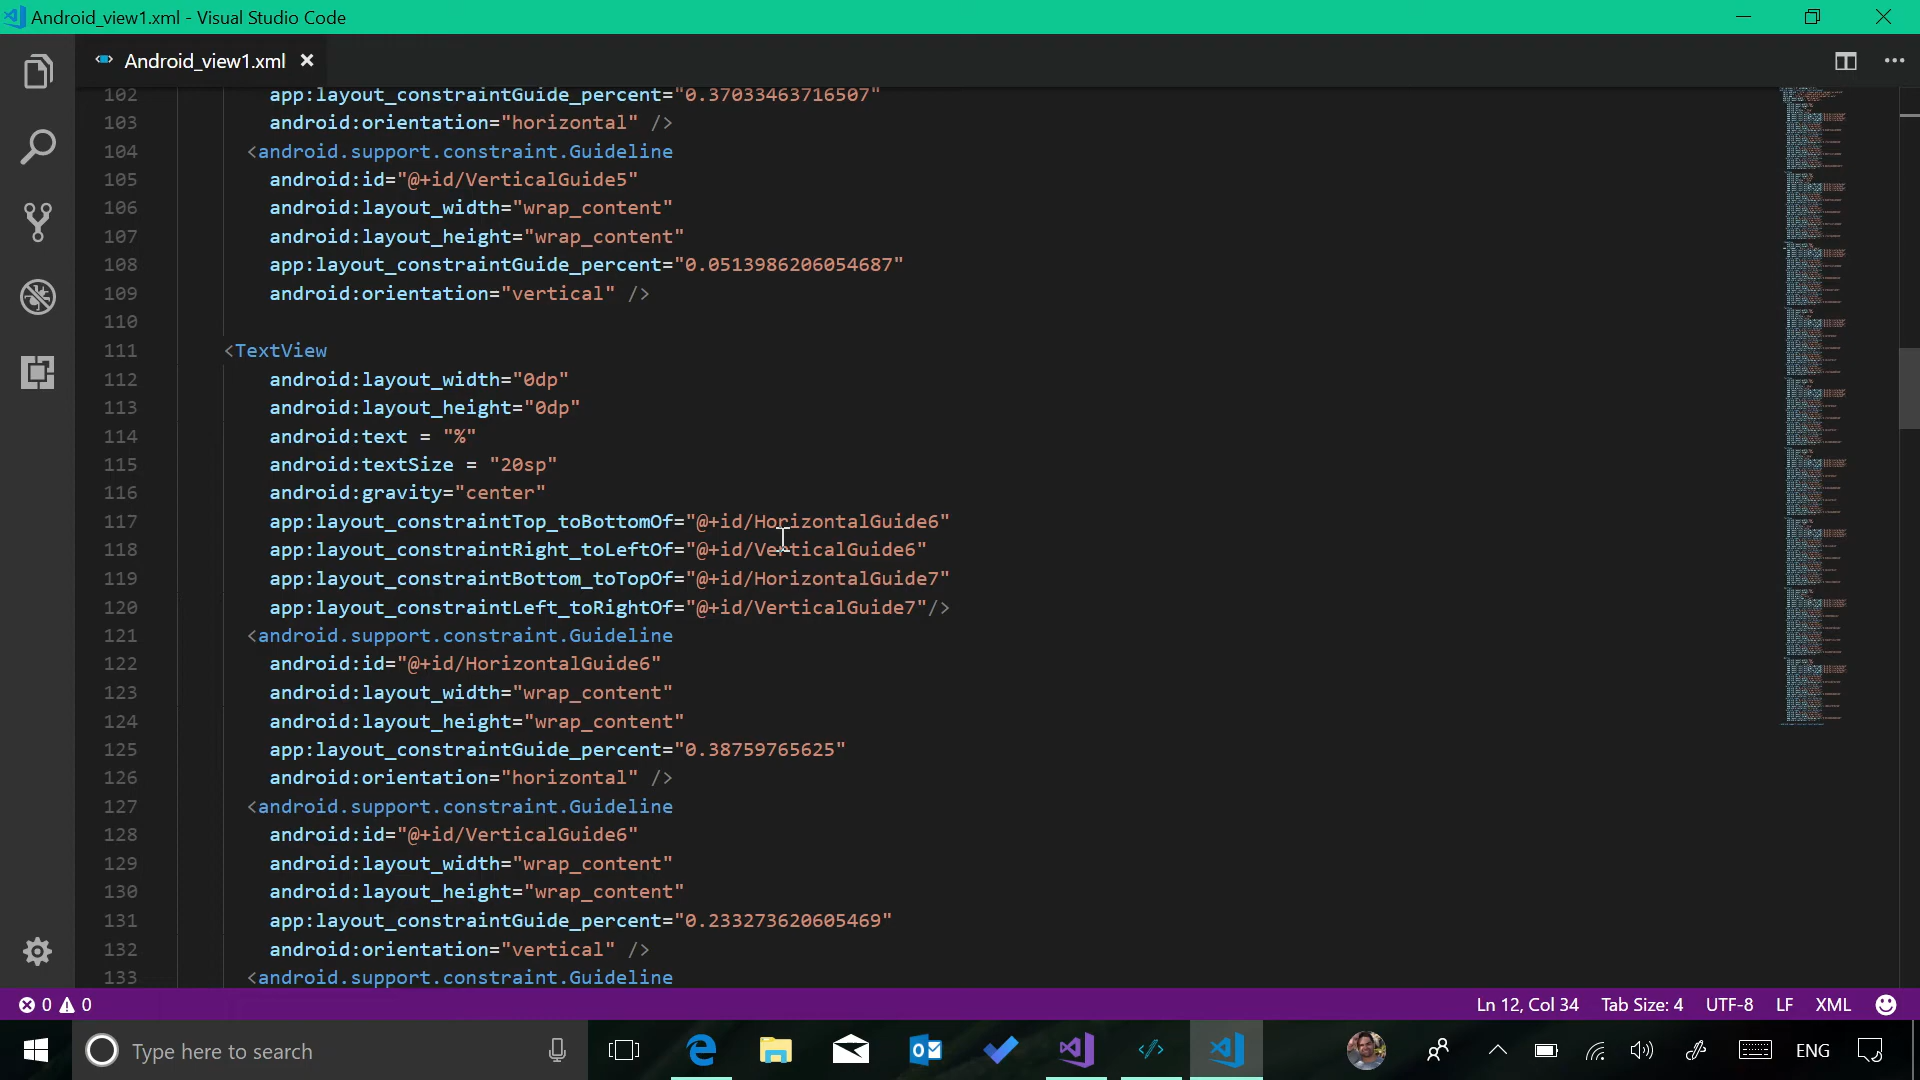 Android_view1.xml - Visual Studio Code
Android_view1.xml
102 app:layout_constraintGuide_percent="0.37033463716507"
103 android:orientation="horizontal" />
104 <android.support.constraint.Guideline
105 android:id="@+id/VerticalGuide5"
106 android:layout_width="wrap_content"
107 android:layout_height="wrap_content"
108 app:layout_constraintGuide_percent="0.0513986206054687"
109 android:orientation="vertical" />
110
111 <TextView
112 android:layout_width="0dp"
113 android:layout_height="0dp"
114 android:text = "%"
115 android:textSize = "20sp"
116 android:gravity="center"
117 app:layout_constraintTop_toBottomOf="@+id/HorizontalGuide6"
118 app:layout_constraintRight_toLeftOf="@+id/VerticalGuide6"
119 app:layout_constraintBottom_toTopOf="@+id/HorizontalGuide7"
120 app:layout_constraintLeft_toRightOf="@+id/VerticalGuide7"/>
121 <android.support.constraint.Guideline
122 android:id="@+id/HorizontalGuide6"
123 android:layout_width="wrap_content"
124 android:layout_height="wrap_content"
125 app:layout_constraintGuide_percent="0.38759765625"
126 android:orientation="horizontal" />
127 <android.support.constraint.Guideline
128 android:id="@+id/VerticalGuide6"
129 android:layout_width="wrap_content"
130 android:layout_height="wrap_content"
131 app:layout_constraintGuide_percent="0.233273620605469"
132 android:orientation="vertical" />
133 <android.support.constraint.Guideline
0 0 Ln 12, Col 34 Tab Size: 4 UTF-8 LF XML
Type here to search ENG